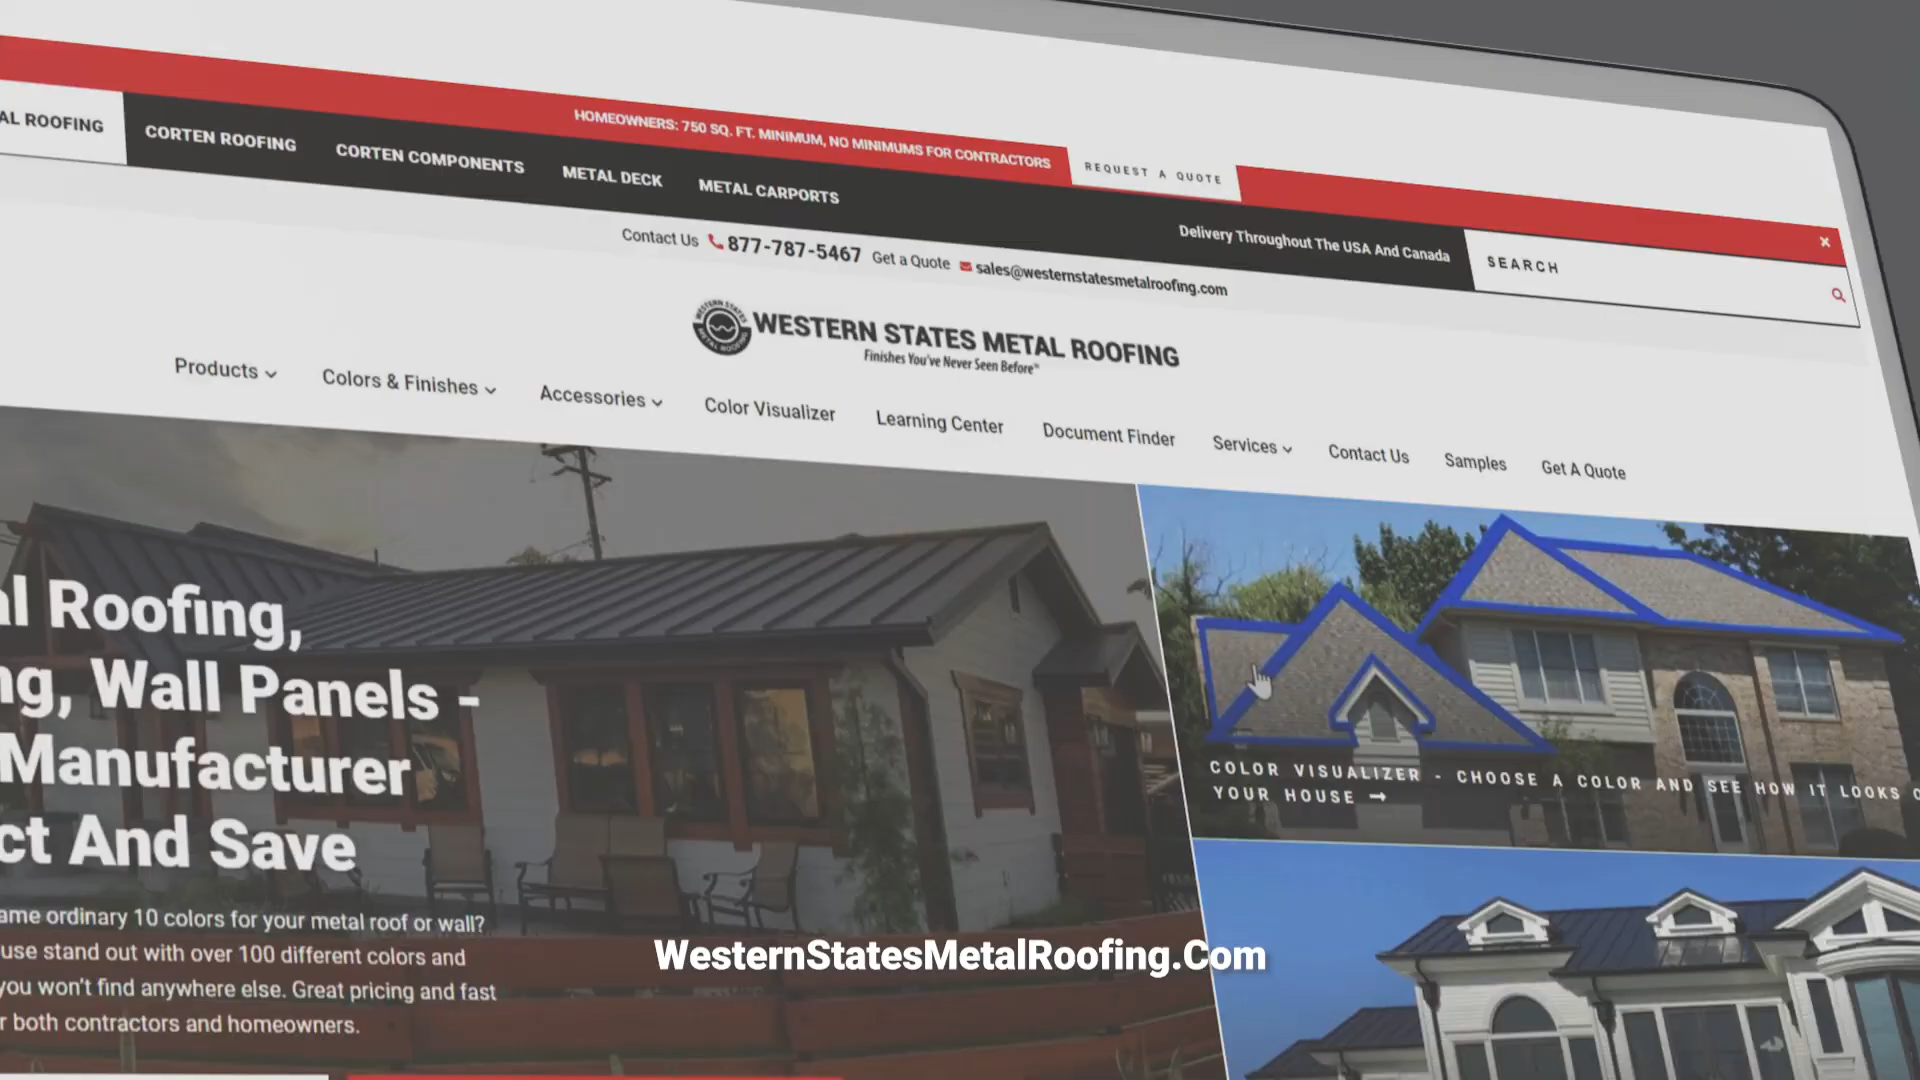 HOMEOWNERS: 750 SQ. FT. MINIMUM, NO MINIMUMS FOR CONTRACTORS
REQUEST A QUOTE
AL ROOFING
CORTEN ROOFING
CORTEN COMPONENTS
METAL DECK
METAL CARPORTS
Delivery Throughout The USA And Canada
SEARCH
Contact Us 877-787-5467 Get a Quote sales@westernstatesmetalroofing.com
WESTERN STATES METAL ROOFING
WESTERN STATES METAL ROOFING
Finishes You've Never Seen Before™
Products
Colors & Finishes
Accessories
Color Visualizer
Learning Center
Document Finder
Services
Contact Us
Samples
Get A Quote
al Roofing,
ng, Wall Panels -
Manufacturer
ct And Save
ame ordinary 10 colors for your metal roof or wall?
use stand out with over 100 different colors and
you won't find anywhere else. Great pricing and fast
r both contractors and homeowners.
COLOR VISUALIZER - CHOOSE A COLOR AND SEE HOW IT LOOKS O
YOUR HOUSE →
WesternStatesMetalRoofing.Com